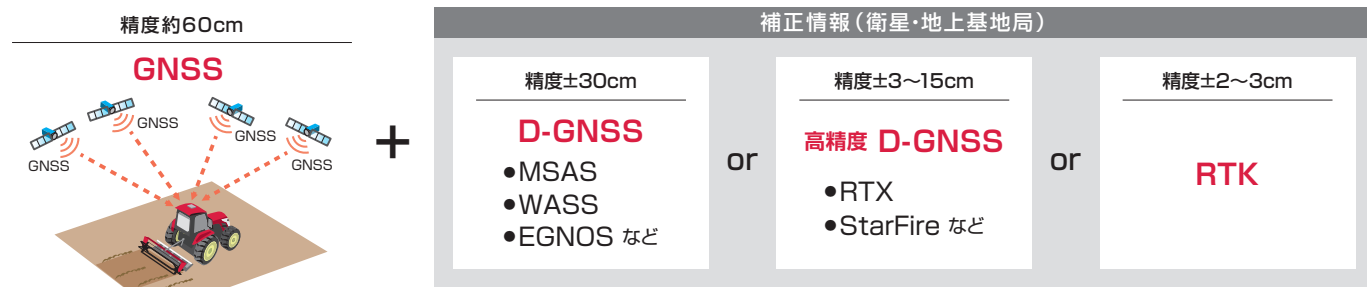 精度約60cm
GNSS
GNSS
GNSS
GNSS
GNSS
+
補正情報（衛星・地上基地局）
精度±30cm
D-GNSS
●MSAS
●WASS
●EGNOS など
or
精度±3〜15cm
高精度 D-GNSS
●RTX
●StarFire など
or
精度±2〜3cm
RTK